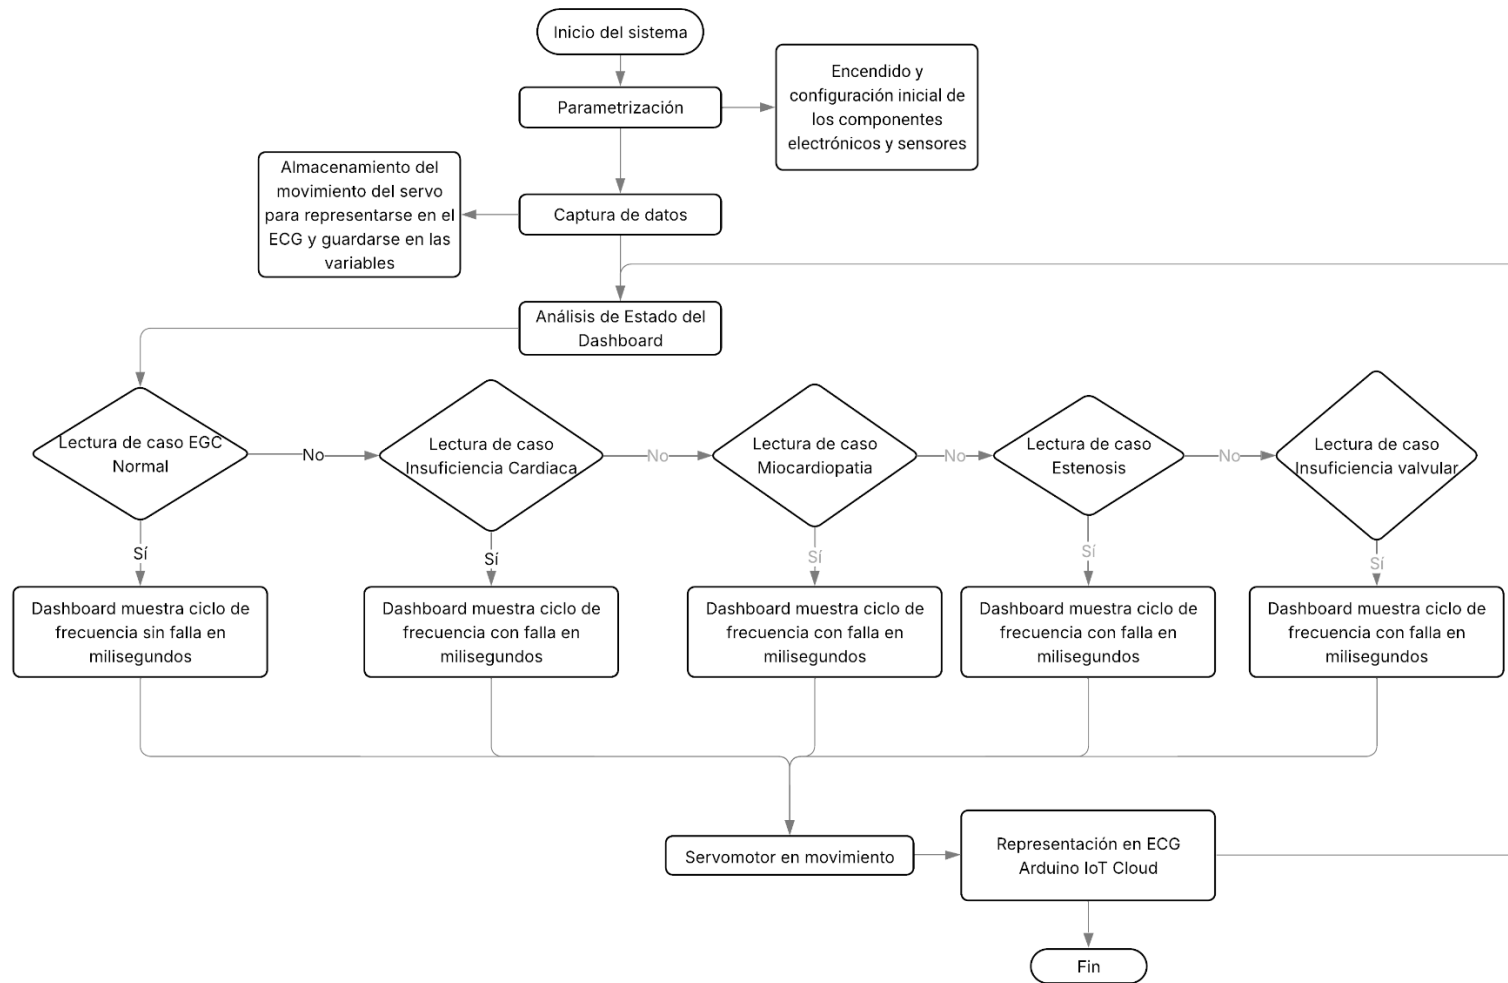 Inicio del sistema
Parametrización
Encendido y
configuración inicial de
los componentes
electrónicos y sensores
Almacenamiento del
movimiento del servo
para representarse en el
ECG y guardarse en las
variables
Captura de datos
Análisis de Estado del
Dashboard
Lectura de caso EGC
Normal
No
Lectura de caso
Insuficiencia Cardiaca
No
Lectura de caso
Miocardiopatia
No
Lectura de caso
Estenosis
No
Lectura de caso
Insuficiencia valvular
Sí
Sí
Sí
Sí
Sí
Dashboard muestra ciclo de
frecuencia sin falla en
milisegundos
Dashboard muestra ciclo de
frecuencia con falla en
milisegundos
Dashboard muestra ciclo de
frecuencia con falla en
milisegundos
Dashboard muestra ciclo de
frecuencia con falla en
milisegundos
Dashboard muestra ciclo de
frecuencia con falla en
milisegundos
Servomotor en movimiento
Representación en ECG
Arduino IoT Cloud
Fin